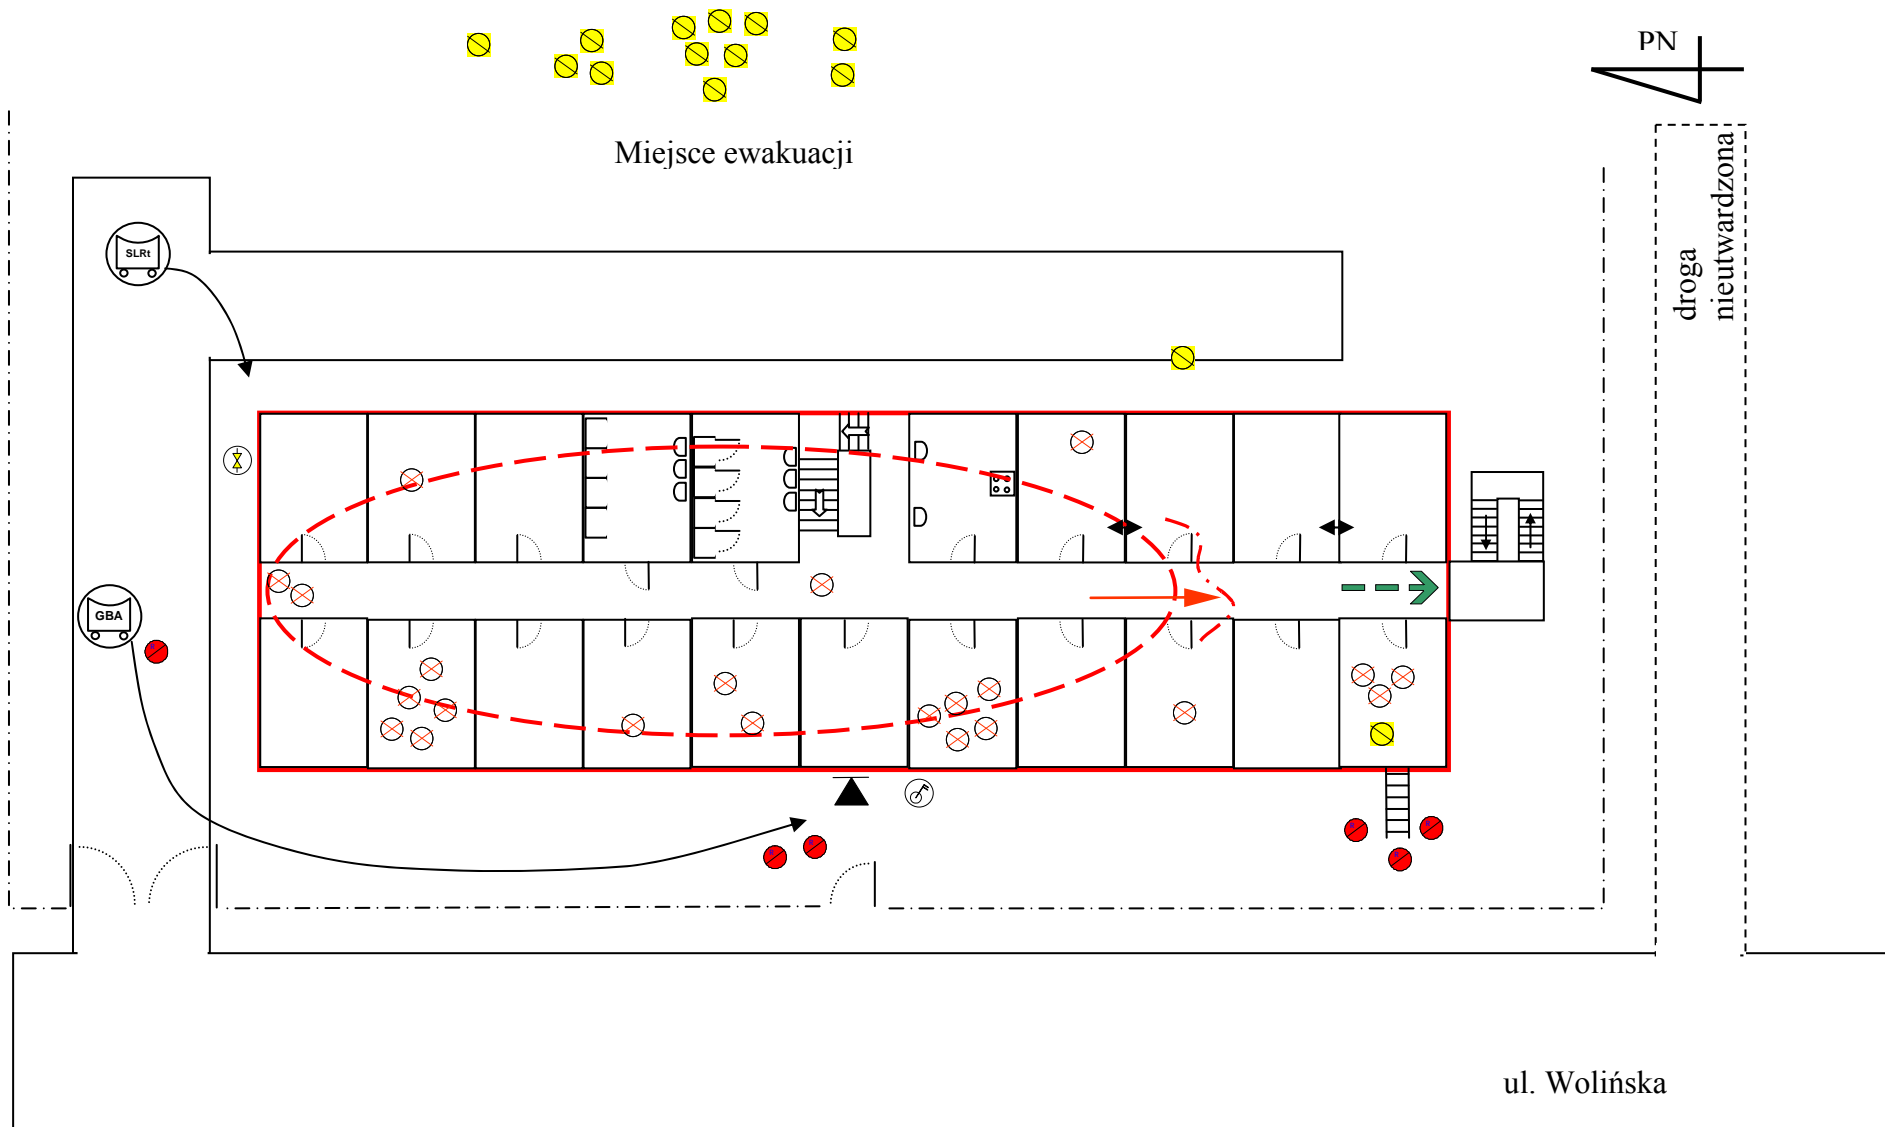 PN
Miejsce ewakuacji
droga
nieutwardzona
SLRt
GBA
ul. Wolińska